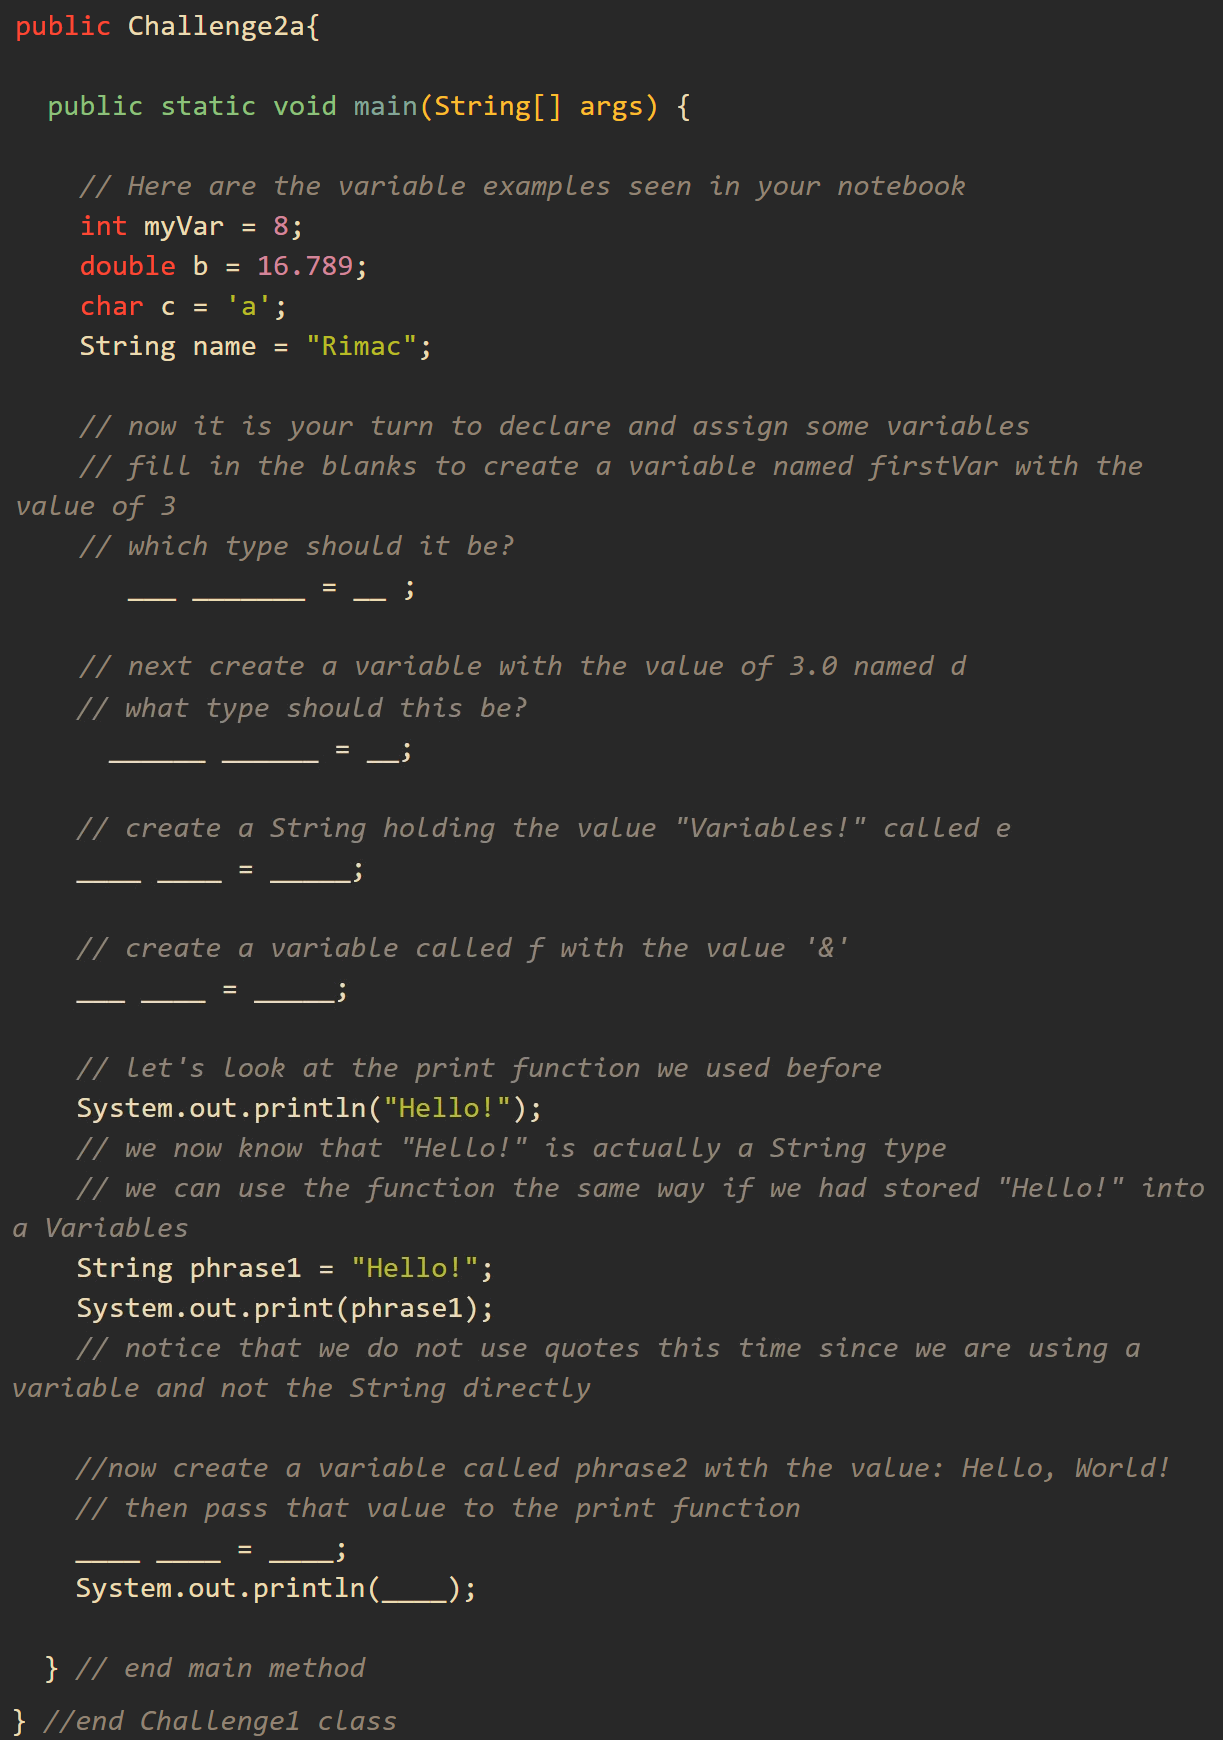 public Challenge2a{
public static void main(String[] args) {
// Here are the variable examples seen in your notebook
int myVar = 8;
double b = 16.789;
char c = 'a';
String name = "Rimac";
// now it is your turn to declare and assign some variables
// fill in the blanks to create a variable named firstVar with the
value of 3
// which type should it be?
___ _______ = __ ;
// next create a variable with the value of 3.0 named d
// what type should this be?
______ ______ = __;
// create a String holding the value "Variables!" called e
____ ____ = _____;
// create a variable called f with the value '&'
___ ____ = _____;
// let's look at the print function we used before
System.out.println("Hello!");
// we now know that "Hello!" is actually a String type
// we can use the function the same way if we had stored "Hello!" into
a Variables
String phrase1 = "Hello!";
System.out.print(phrase1);
// notice that we do not use quotes this time since we are using a
variable and not the String directly
//now create a variable called phrase2 with the value: Hello, World!
// then pass that value to the print function
____ ____ = ____;
System.out.println(____);
} // end main method
} //end Challenge1 class